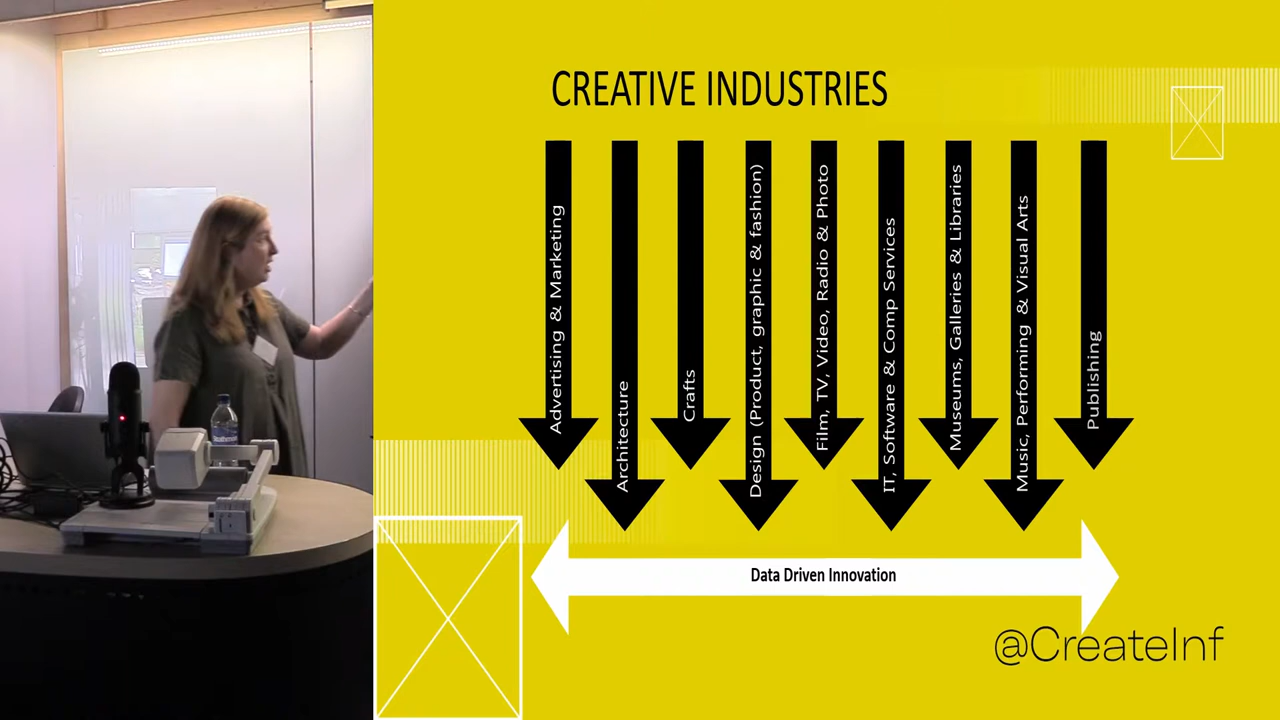 CREATIVE INDUSTRIES
Advertising & Marketing
Architecture
Crafts
Design (Product, graphic & fashion)
Film, TV, Video, Radio & Photo
IT, Software & Comp Services
Museums, Galleries & Libraries
Music, Performing & Visual Arts
Publishing
Data Driven Innovation
@CreateInf